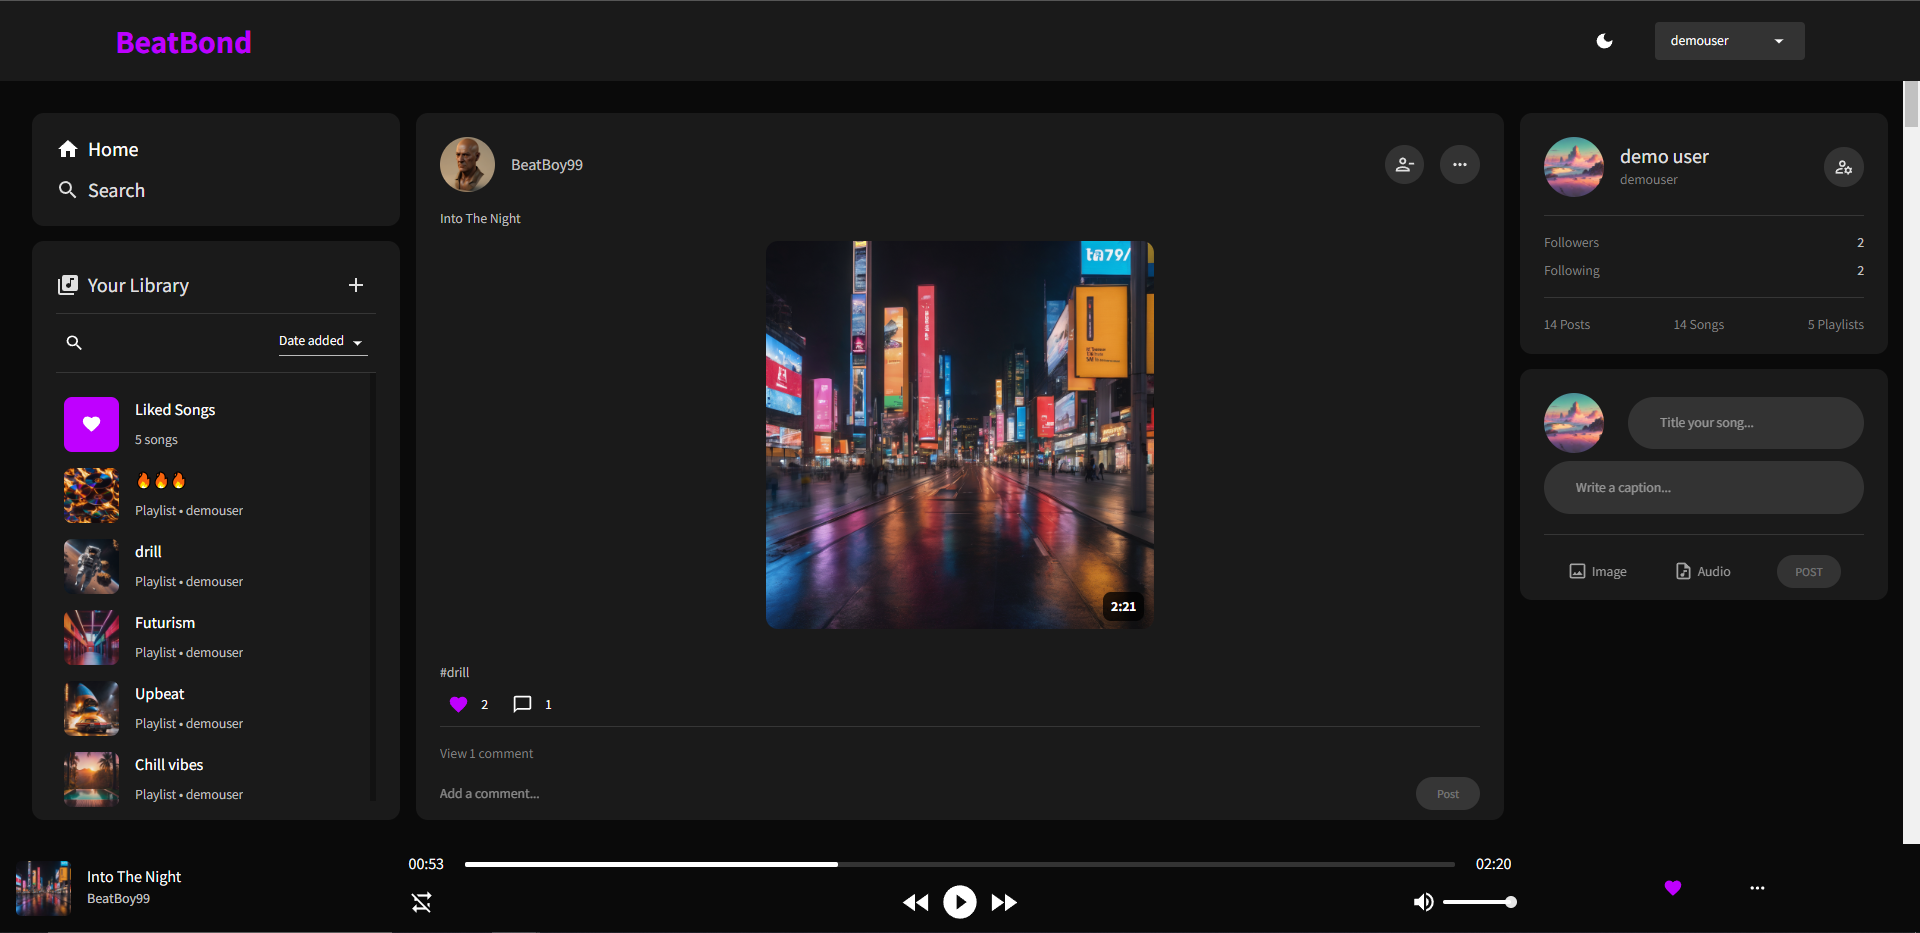 BeatBond
demouser
Home
Search
Your Library
Date added
Liked Songs
5 songs
🔥🔥🔥
Playlist • demouser
drill
Playlist • demouser
Futurism
Playlist • demouser
Upbeat
Playlist • demouser
Chill vibes
Playlist • demouser
BeatBoy99
Into The Night
2:21
#drill
2
1
View 1 comment
Add a comment...
Post
demo user
demouser
Followers 2
Following 2
14 Posts 14 Songs 5 Playlists
Title your song...
Write a caption...
Image Audio POST
Into The Night
BeatBoy99
00:53
02:20